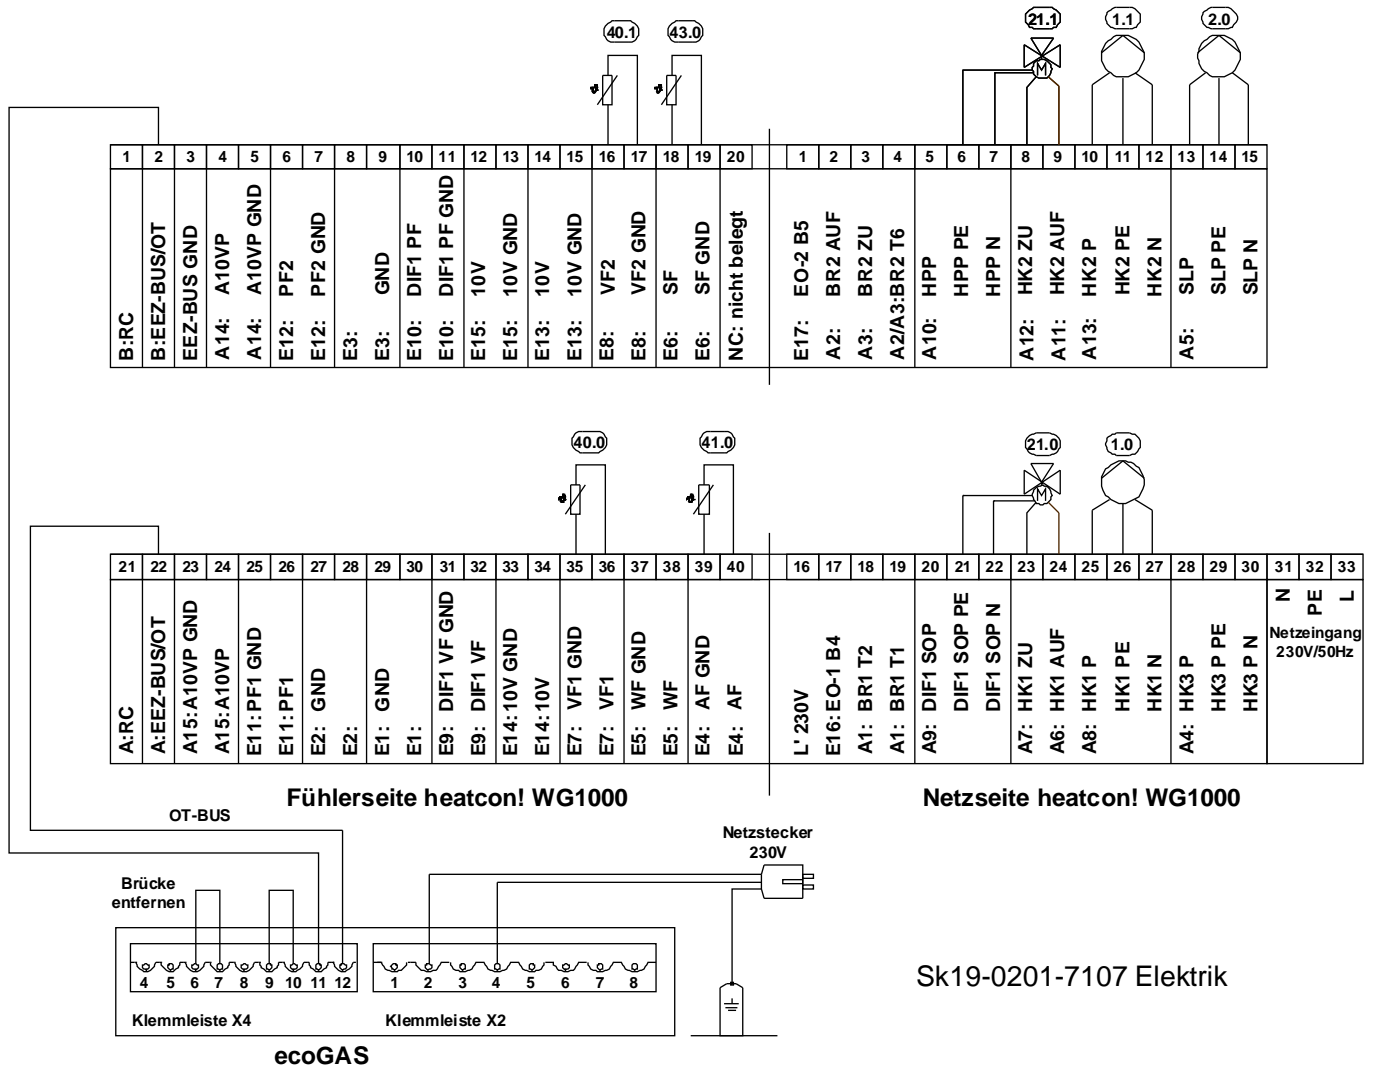 40.1 43.0 21.1 1.1 2.0
1 2 3 4 5 6 7 8 9 10 11 12 13 14 15 16 17 18 19 20 1 2 3 4 5 6 7 8 9 10 11 12 13 14 15
B:RC
B:EEZ-BUS/OT
EEZ-BUS GND
A14: A10VP
A14: A10VP GND
E12: PF2
E12: PF2 GND
E3:
E3: GND
E10: DIF1 PF
E10: DIF1 PF GND
E15: 10V
E15: 10V GND
E13: 10V
E13: 10V GND
E8: VF2
E8: VF2 GND
E6: SF
E6: SF GND
NC: nicht belegt
E17: EO-2 B5
A2: BR2 AUF
A3: BR2 ZU
A2/A3:BR2 T6
A10: HPP
HPP PE
HPP N
A12: HK2 ZU
A11: HK2 AUF
A13: HK2 P
HK2 PE
HK2 N
A5: SLP
SLP PE
SLP N
M
40.0 41.0 21.0 1.0
M
21 22 23 24 25 26 27 28 29 30 31 32 33 34 35 36 37 38 39 40 16 17 18 19 20 21 22 23 24 25 26 27 28 29 30 31 32 33
A:RC
A:EEZ-BUS/OT
A15:A10VP GND
A15:A10VP
E11:PF1 GND
E11:PF1
E2: GND
E2:
E1: GND
E1:
E9: DIF1 VF GND
E9: DIF1 VF
E14:10V GND
E14:10V
E7: VF1 GND
E7: VF1
E5: WF GND
E5: WF
E4: AF GND
E4: AF
L' 230V
E16:EO-1 B4
A1: BR1 T2
A1: BR1 T1
A9: DIF1 SOP
DIF1 SOP PE
DIF1 SOP N
A7: HK1 ZU
A6: HK1 AUF
A8: HK1 P
HK1 PE
HK1 N
A4: HK3 P
HK3 PE
HK3 P N
N
PE
L
Netzeingang
230V/50Hz
Fühlerseite heatcon! WG1000
Netzseite heatcon! WG1000
OT-BUS
Netzstecker
230V
Brücke
entfernen
4 5 6 7 8 9 10 11 12 1 2 3 4 5 6 7 8
Klemmleiste X4
Klemmleiste X2
ecoGAS
Sk19-0201-7107 Elektrik